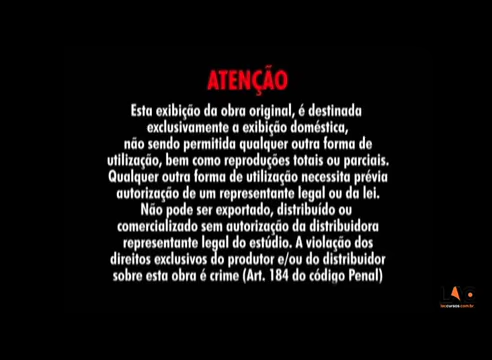 ATENÇÃO
Esta exibição da obra original, é destinada
exclusivamente a exibição doméstica,
não sendo permitida qualquer outra forma de
utilização, bem como reproduções totais ou parciais.
Qualquer outra forma de utilização necessita prévia
autorização de um representante legal ou da lei.
Não pode ser exportado, distribuído ou
comercializado sem autorização da distribuidora
representante legal do estúdio. A violação dos
direitos exclusivos do produtor e/ou do distribuidor
sobre esta obra é crime (Art. 184 do código Penal)